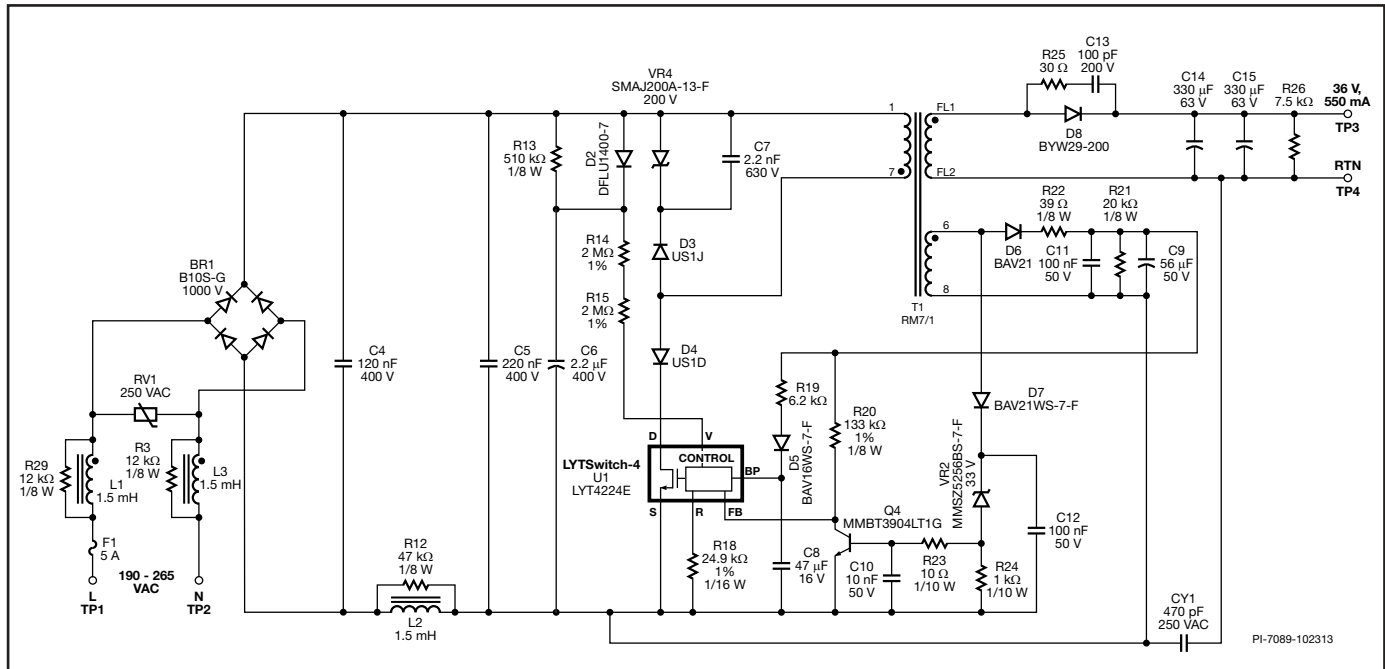 VR4
SMAJ200A-13-F
200 V
R25
30 Ω
C13
100 pF
200 V
C14
330 µF
63 V
C15
330 µF
63 V
R26
7.5 kΩ
36 V,
550 mA
TP3
1
FL1
D8
BYW29-200
R13
510 kΩ
1/8 W
D2
DFLU1400-7
C7
2.2 nF
630 V
7
FL2
RTN
TP4
R22
39 Ω
1/8 W
R21
20 kΩ
1/8 W
6
D6
BAV21
C11
100 nF
50 V
C9
56 µF
50 V
8
T1
RM7/1
R14
2 MΩ
1%
D3
US1J
BR1
B10S-G
1000 V
R15
2 MΩ
1%
C4
120 nF
400 V
C5
220 nF
400 V
C6
2.2 µF
400 V
D4
US1D
RV1
250 VAC
R19
6.2 kΩ
D7
BAV21WS-7-F
R20
133 kΩ
1%
1/8 W
D5
BAV16WS-7-F
VR2
MMSZ5256BS-7-F
33 V
R29
12 kΩ
1/8 W
L1
1.5 mH
R3
12 kΩ
1/8 W
L3
1.5 mH
D
V
LYTSwitch-4
U1
LYT4224E
CONTROL
BP
S
R
FB
Q4
MMBT3904LT1G
C12
100 nF
50 V
F1
5 A
R12
47 kΩ
1/8 W
R18
24.9 kΩ
1%
1/16 W
C8
47 µF
16 V
C10
10 nF
50 V
R23
10 Ω
1/10 W
R24
1 kΩ
1/10 W
190 - 265
VAC
L
TP1
N
TP2
L2
1.5 mH
CY1
470 pF
250 VAC
PI-7089-102313